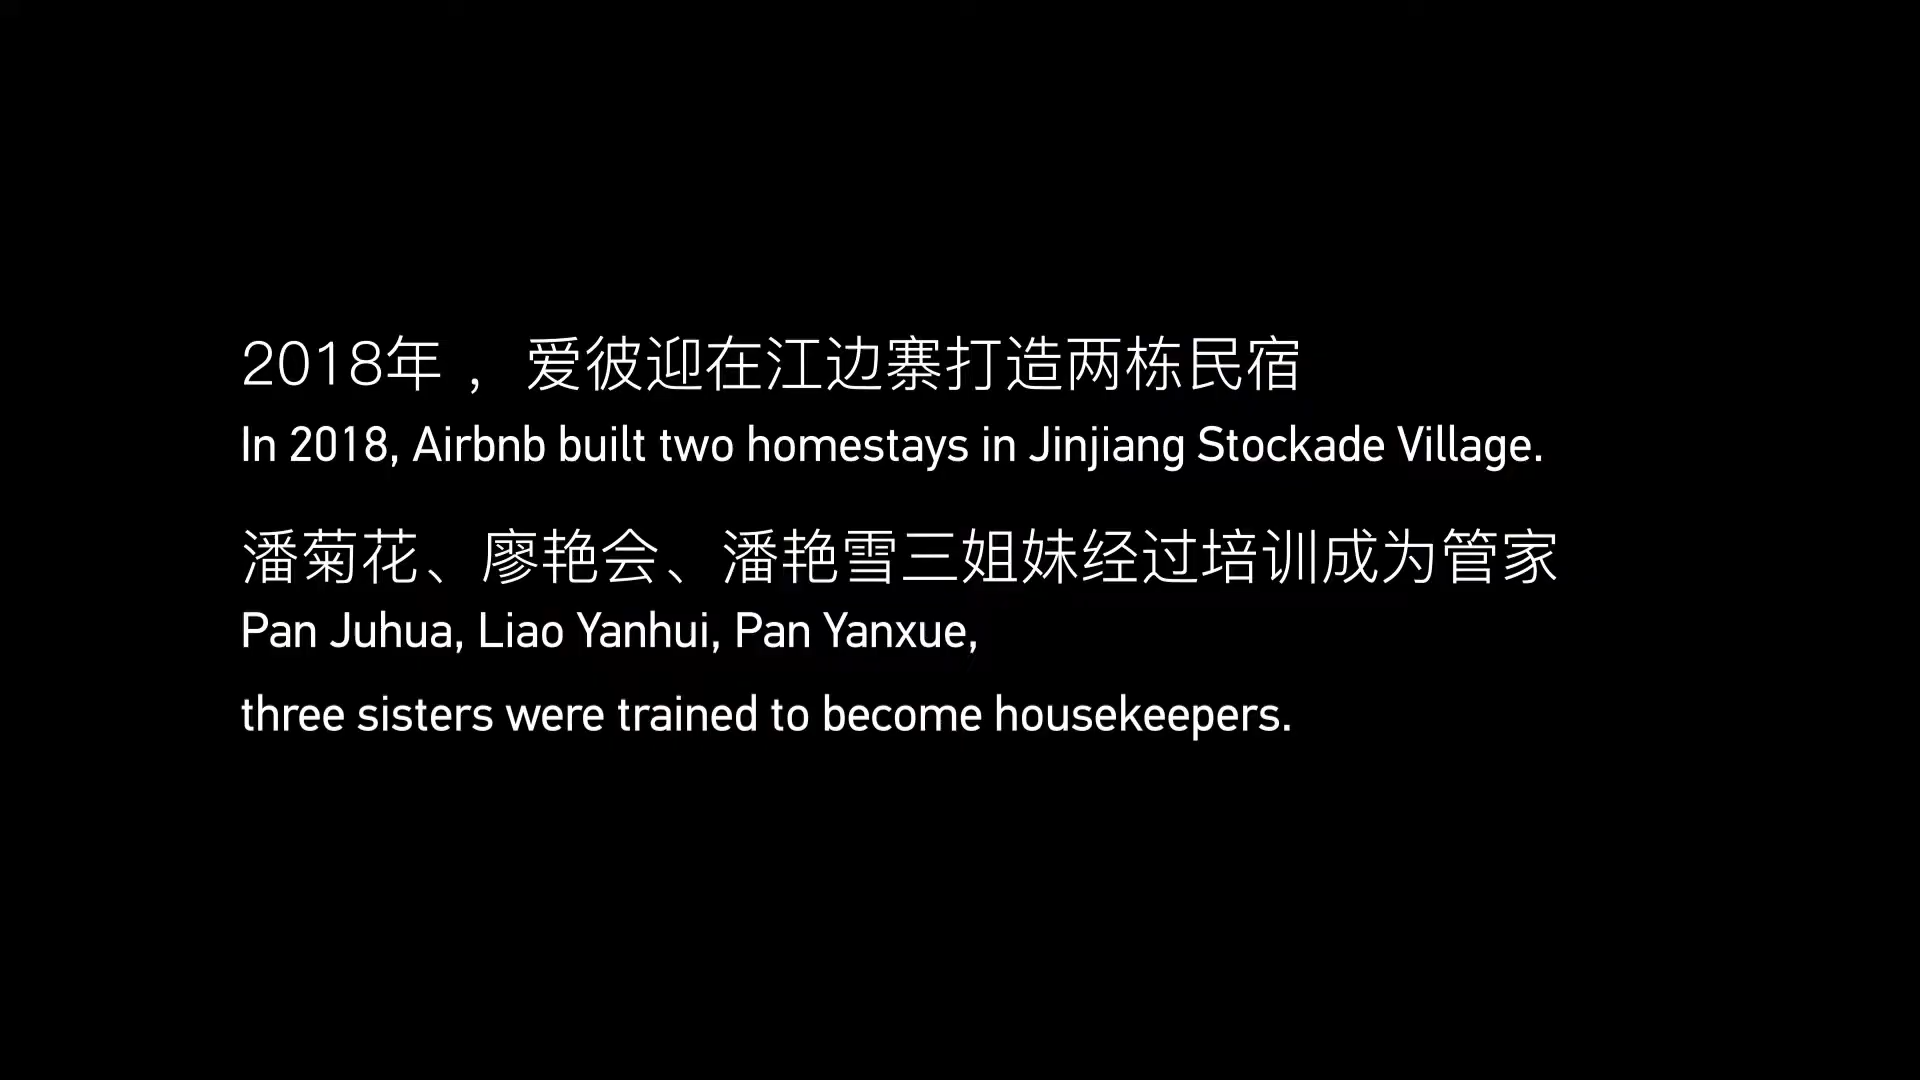 2018年，爱彼迎在江边寨打造两栋民宿
In 2018, Airbnb built two homestays in Jinjiang Stockade Village.
潘菊花、廖艳会、潘艳雪三姐妹经过培训成为管家
Pan Juhua, Liao Yanhui, Pan Yanxue,
three sisters were trained to become housekeepers.